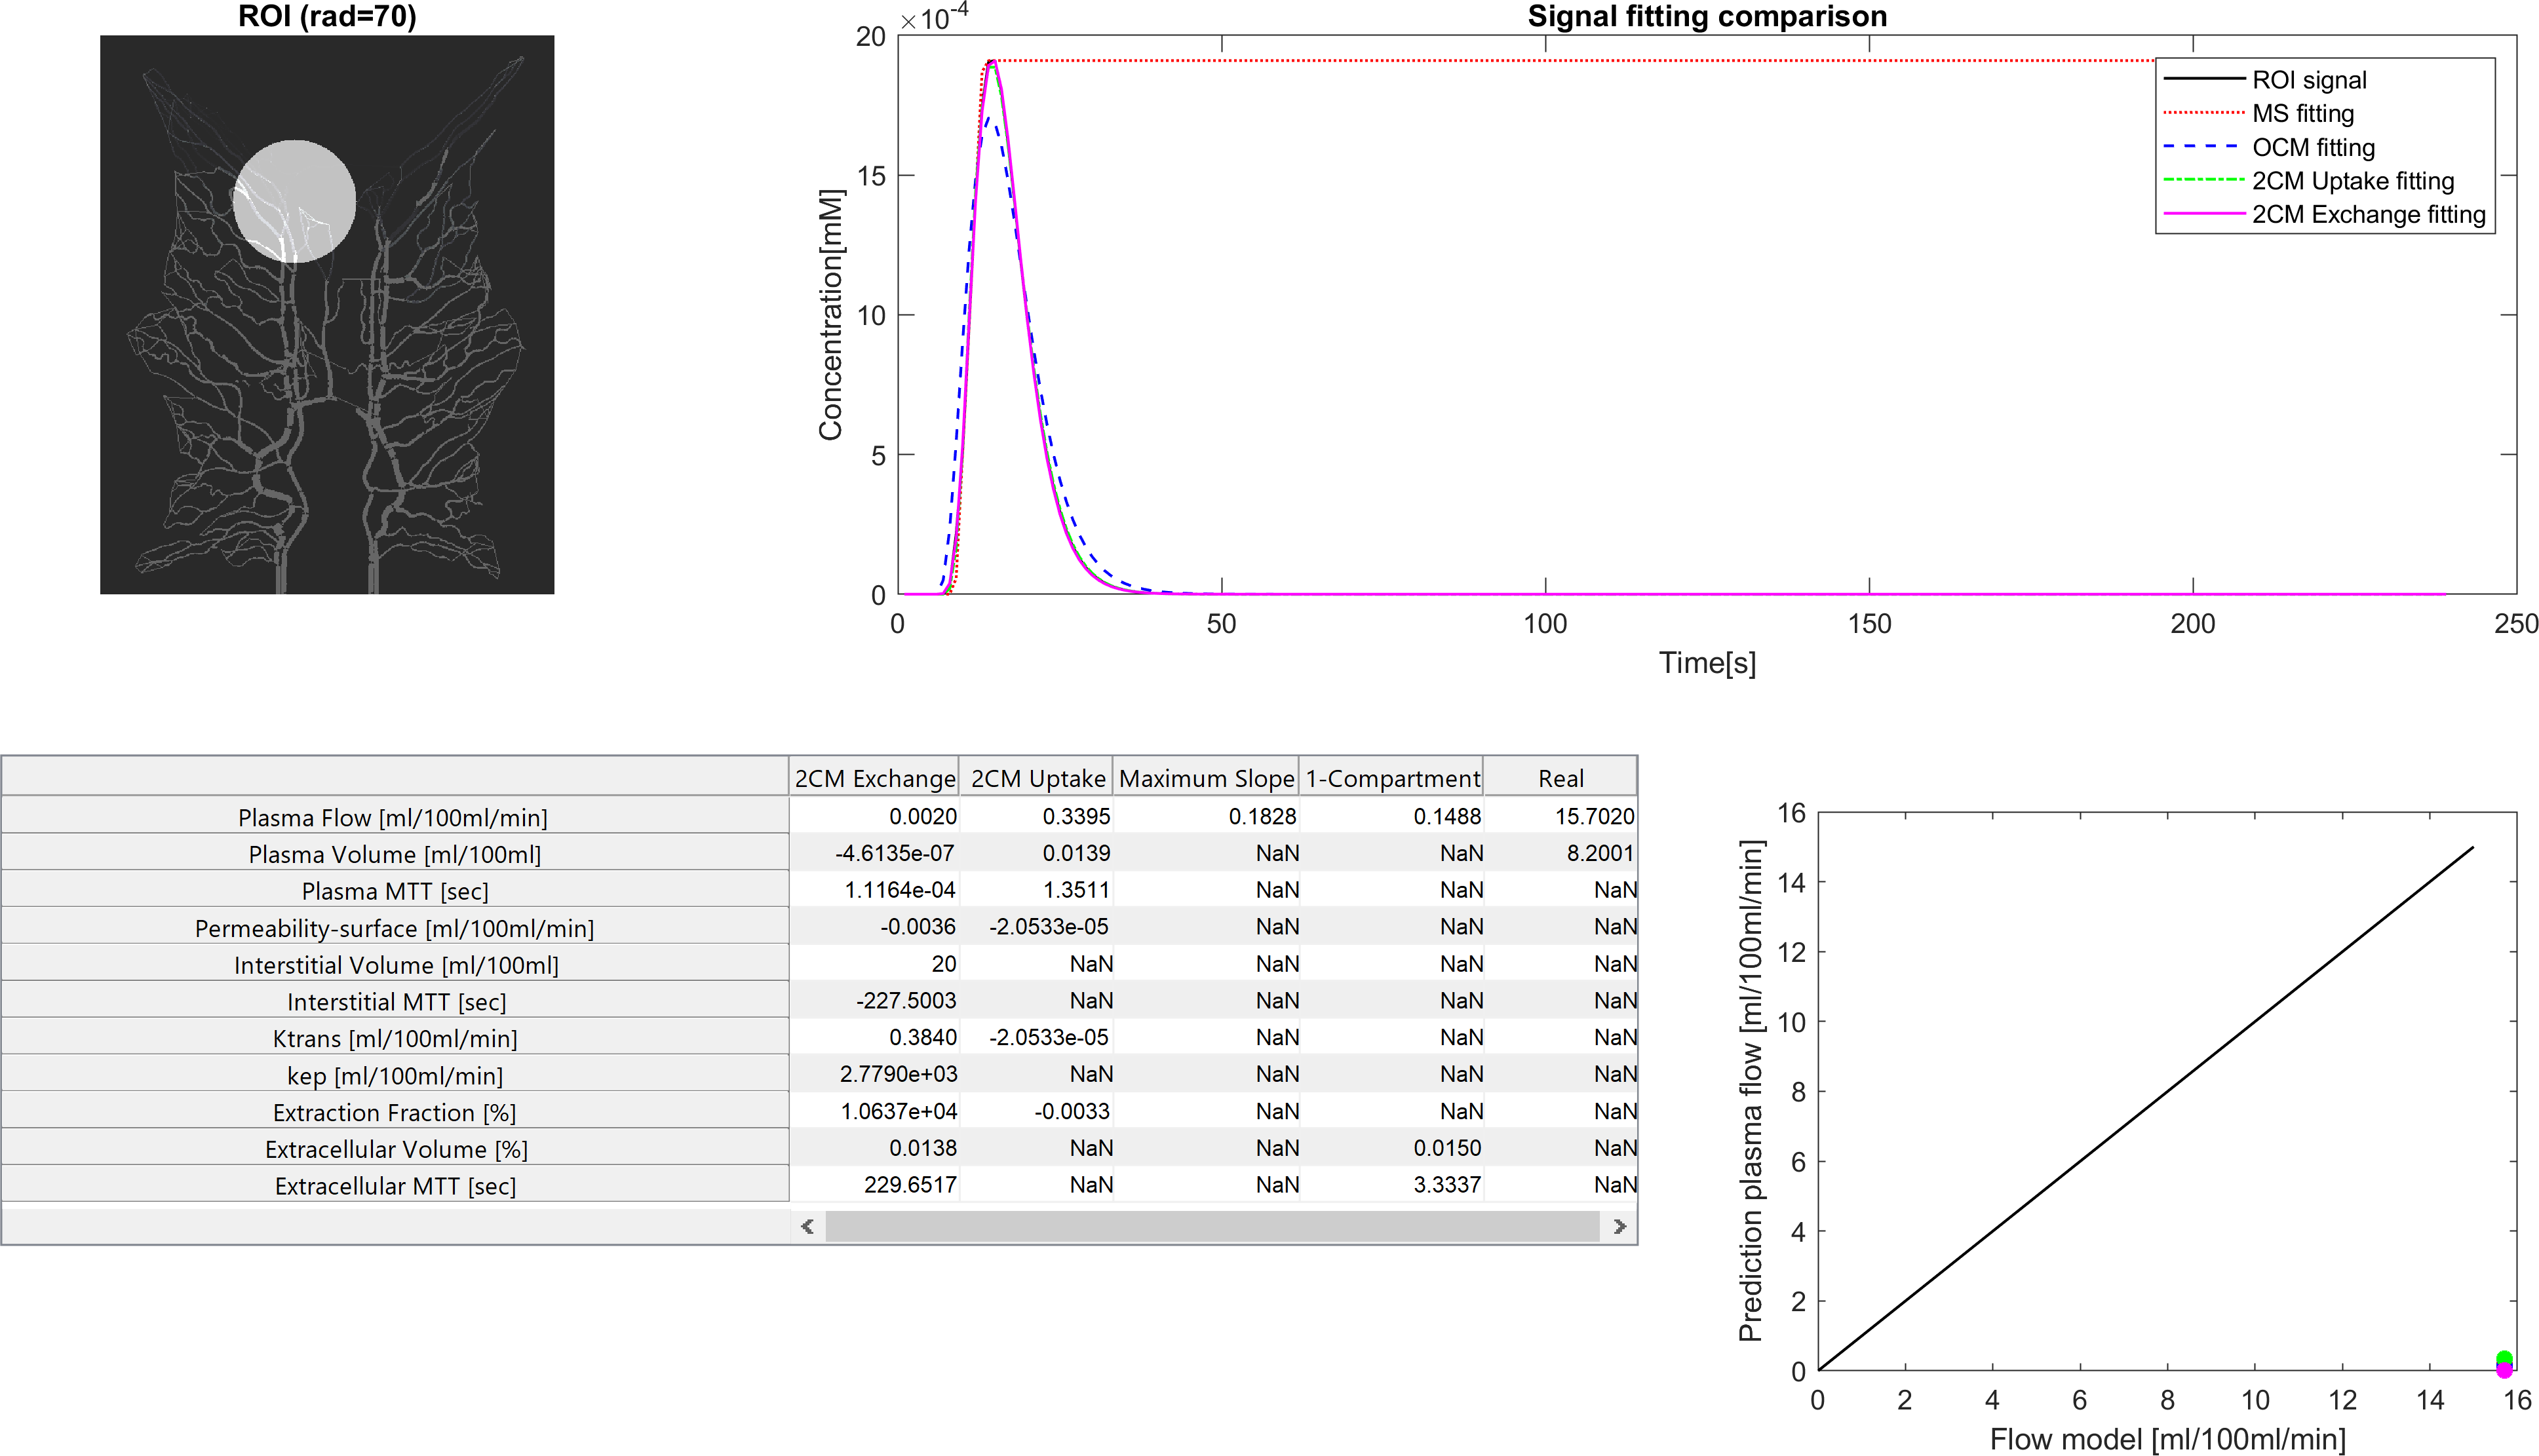 ROI (rad=70)
Signal fitting comparison
×10-4
20
15
10
5
0
Concentration[mM]
0 50 100 150 200 250
Time[s]
ROI signal
MS fitting
OCM fitting
2CM Uptake fitting
2CM Exchange fitting
2CM Exchange 2CM Uptake Maximum Slope 1-Compartment Real
Plasma Flow [ml/100ml/min] 0.0020 0.3395 0.1828 0.1488 15.7020
Plasma Volume [ml/100ml] -4.6135e-07 0.0139 NaN NaN 8.2001
Plasma MTT [sec] 1.1164e-04 1.3511 NaN NaN NaN
Permeability-surface [ml/100ml/min] -0.0036 -2.0533e-05 NaN NaN NaN
Interstitial Volume [ml/100ml] 20 NaN NaN NaN NaN
Interstitial MTT [sec] -227.5003 NaN NaN NaN NaN
Ktrans [ml/100ml/min] 0.3840 -2.0533e-05 NaN NaN NaN
kep [ml/100ml/min] 2.7790e+03 NaN NaN NaN NaN
Extraction Fraction [%] 1.0637e+04 -0.0033 NaN NaN NaN
Extracellular Volume [%] 0.0138 NaN NaN 0.0150 NaN
Extracellular MTT [sec] 229.6517 NaN NaN 3.3337 NaN
16
14
12
10
8
6
4
2
0
Prediction plasma flow [ml/100ml/min]
0 2 4 6 8 10 12 14 16
Flow model [ml/100ml/min]